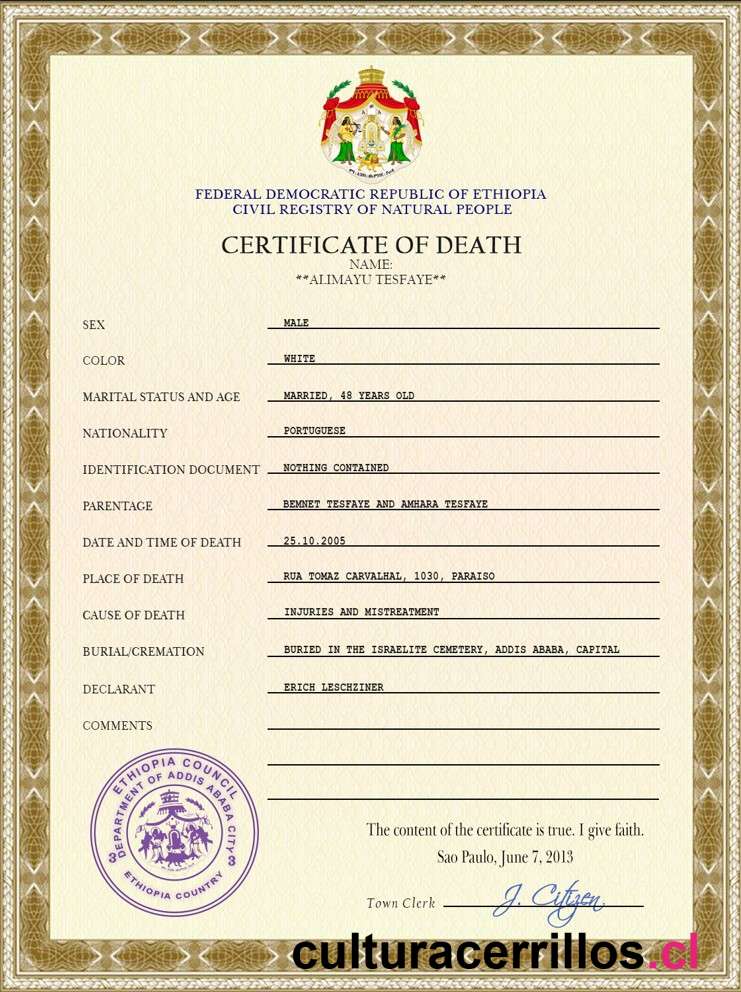 FEDERAL DEMOCRATIC REPUBLIC OF ETHIOPIA
CIVIL REGISTRY OF NATURAL PEOPLE
CERTIFICATE OF DEATH
NAME:
**ALIMAYU TESFAYE**
SEX MALE
COLOR WHITE
MARITAL STATUS AND AGE MARRIED, 48 YEARS OLD
NATIONALITY PORTUGUESE
IDENTIFICATION DOCUMENT NOTHING CONTAINED
PARENTAGE BEMNET TESFAYE AND AMHARA TESFAYE
DATE AND TIME OF DEATH 25.10.2005
PLACE OF DEATH RUA TOMAZ CARVALHAL, 1030, PARAISO
CAUSE OF DEATH INJURIES AND MISTREATMENT
BURIAL/CREMATION BURIED IN THE ISRAELITE CEMETERY, ADDIS ABABA, CAPITAL
DECLARANT ERICH LESCHZINER
COMMENTS
ETHIOPIA COUNCIL
DEPARTMENT OF ADDIS ABABA CITY
3 3
ETHIOPIA COUNTRY
The content of the certificate is true. I give faith.
Sao Paulo, June 7, 2013
Town Clerk J. Citizen
culturacerrillos.cl